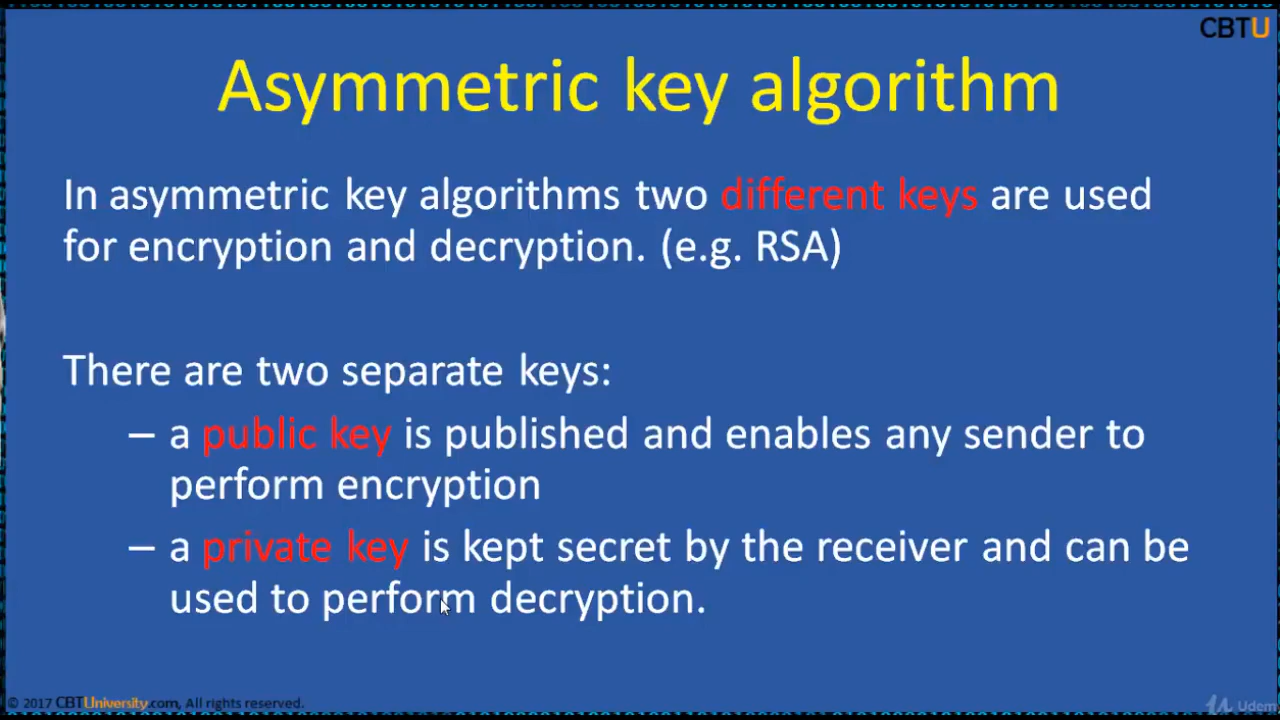 CBTU
Asymmetric key algorithm
In asymmetric key algorithms two different keys are used
for encryption and decryption. (e.g. RSA)
There are two separate keys:
– a public key is published and enables any sender to
perform encryption
– a private key is kept secret by the receiver and can be
used to perform decryption.
© 2017 CBTUniversity.com, All rights reserved.
Udem